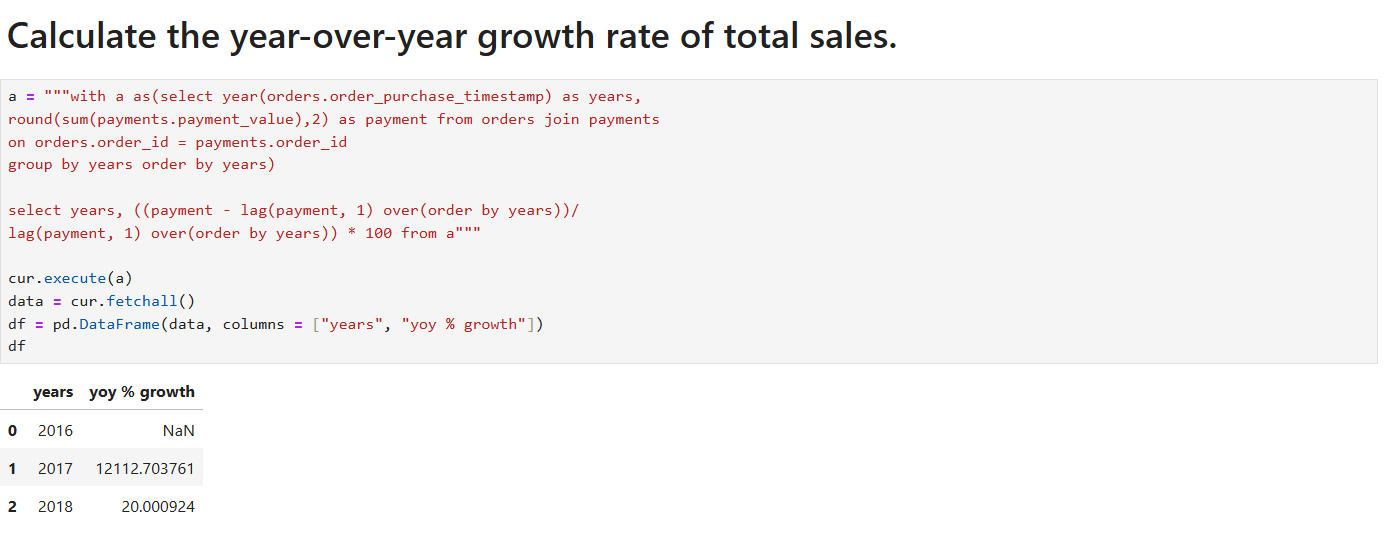 Calculate the year-over-year growth rate of total sales.
a = """with a as(select year(orders.order_purchase_timestamp) as years,
round(sum(payments.payment_value),2) as payment from orders join payments
on orders.order_id = payments.order_id
group by years order by years)
select years, ((payment - lag(payment, 1) over(order by years))/
lag(payment, 1) over(order by years)) * 100 from a"""
cur.execute(a)
data = cur.fetchall()
df = pd.DataFrame(data, columns = ["years", "yoy % growth"])
df
years yoy % growth
0 2016 NaN
1 2017 12112.703761
2 2018 20.000924